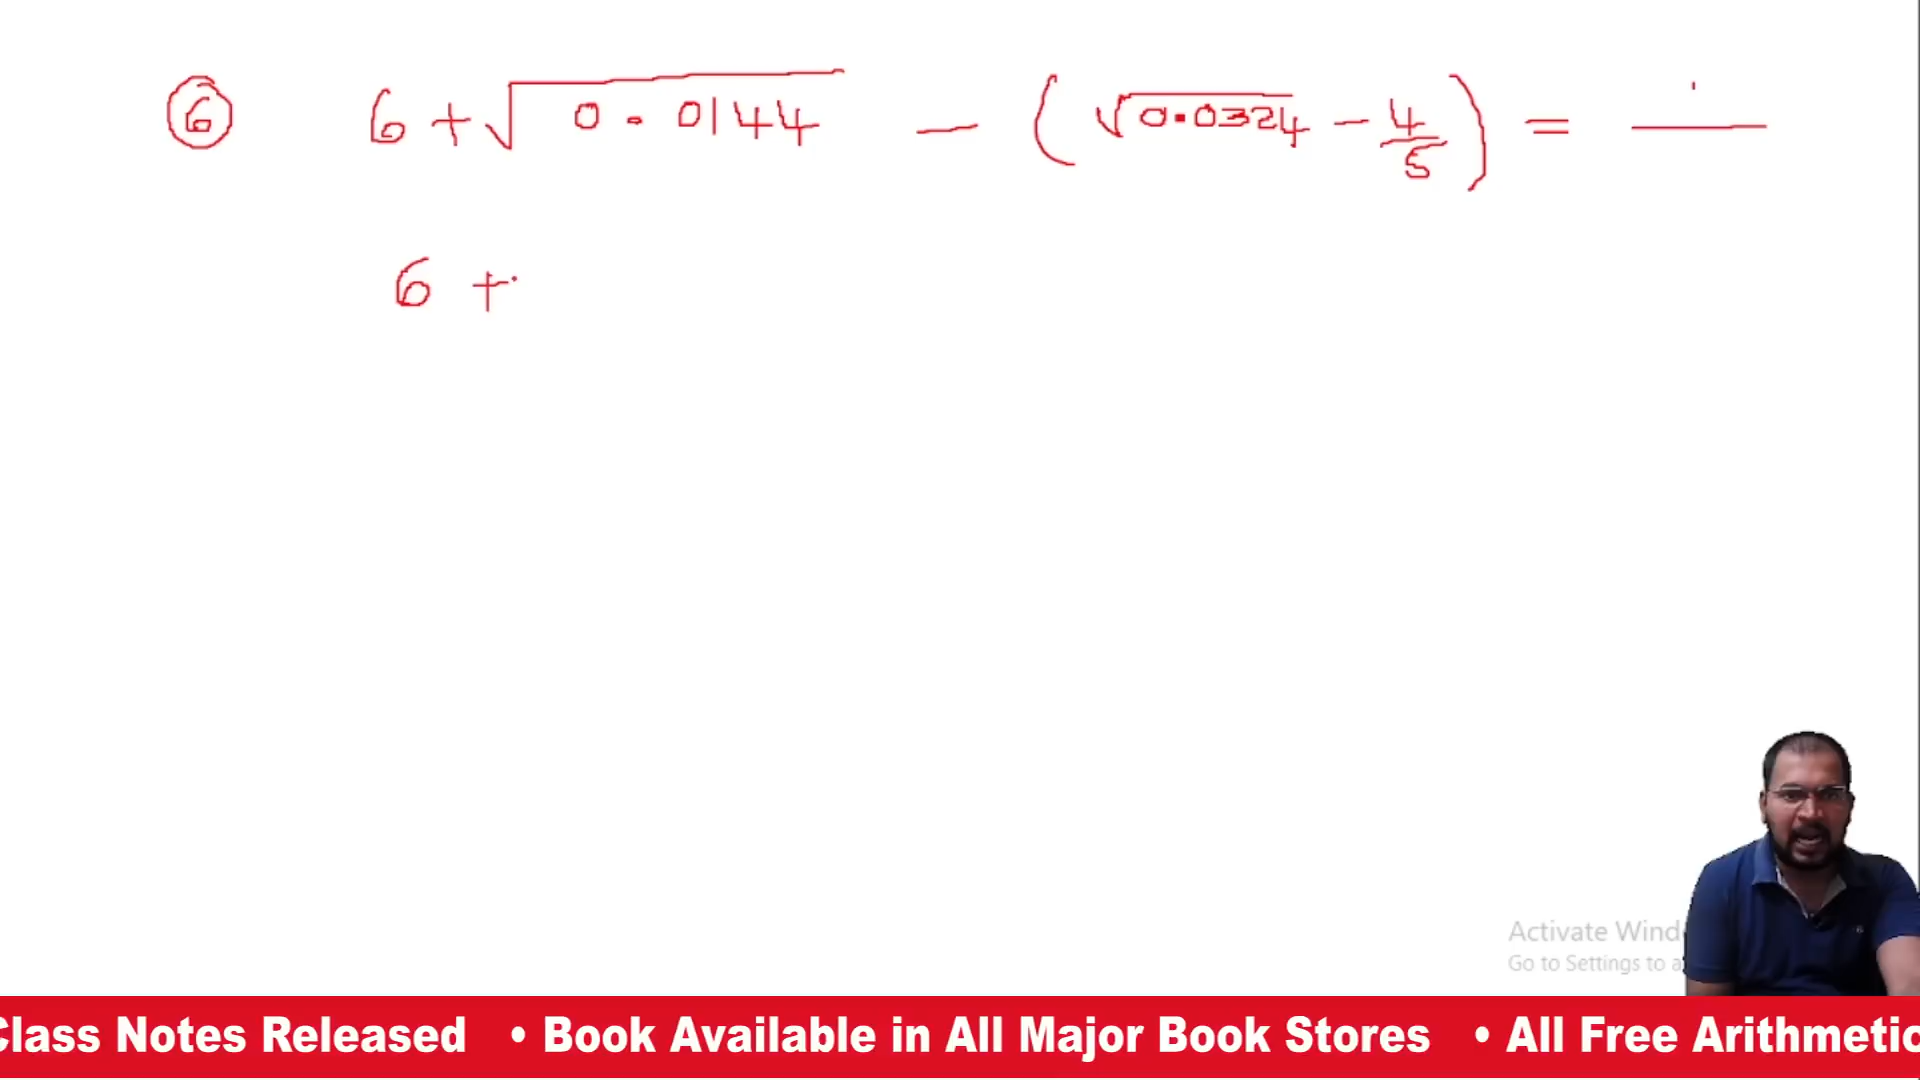 6 6 + √0.0144 - (√0.0324 - 4/5) = ___
6 +
Activate Wind
Go to Settings to a
Class Notes Released • Book Available in All Major Book Stores • All Free Arithmetic